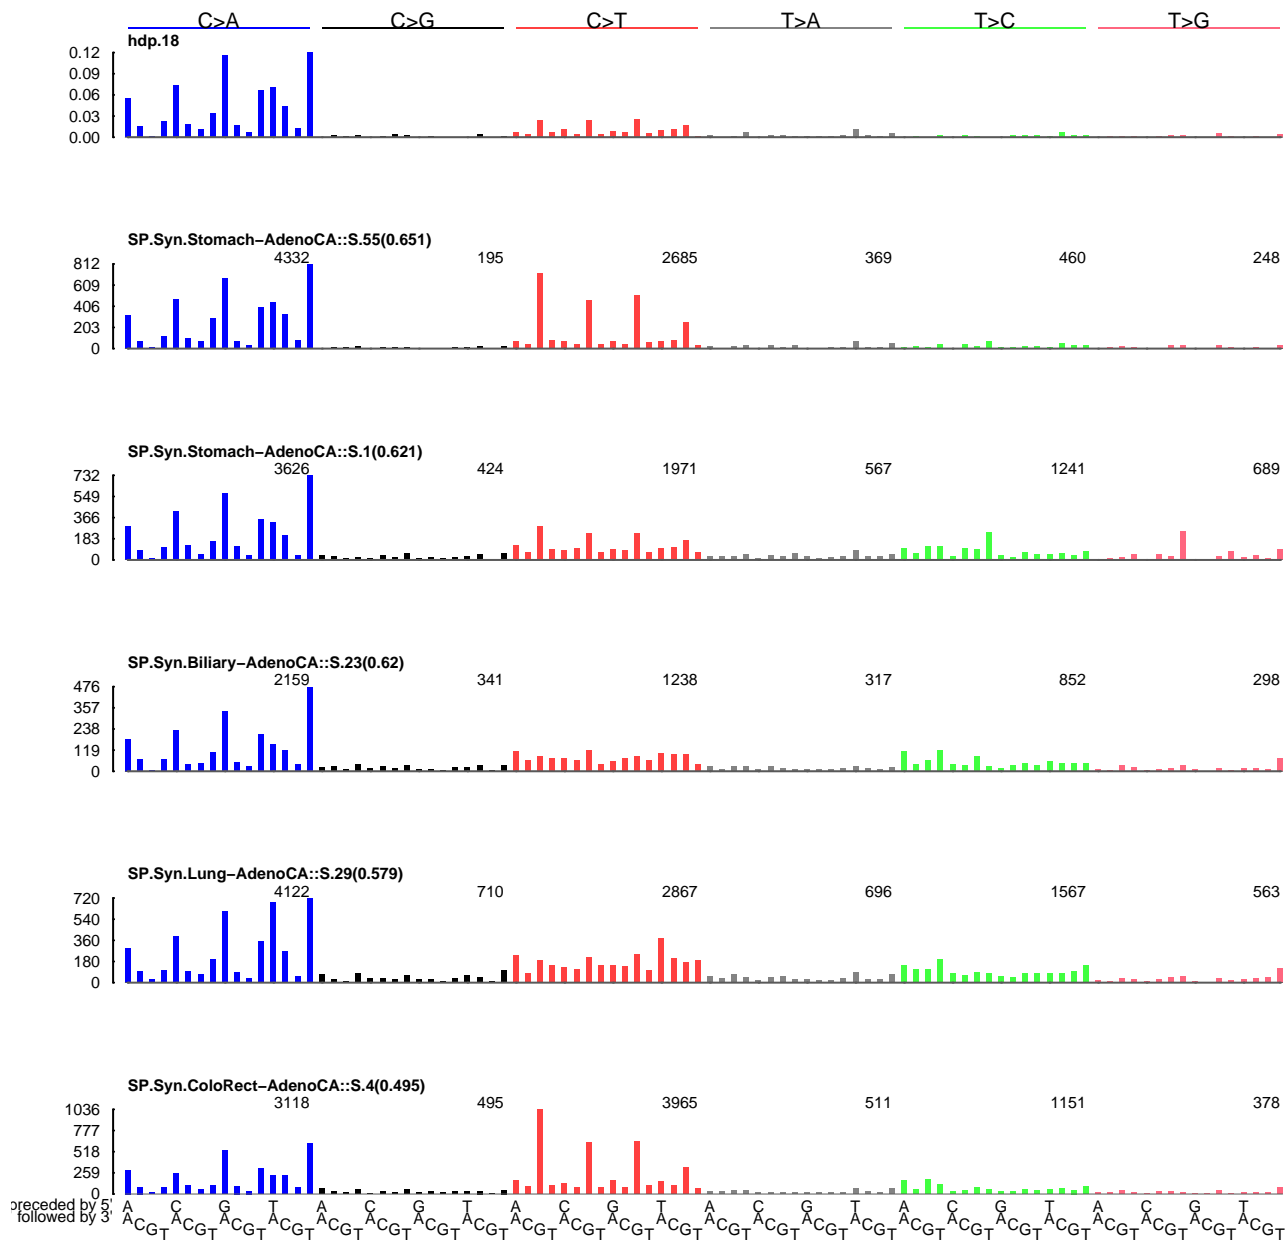 C>A C>G C>T T>A T>C T>G
hdp.18
0.12
0.09
0.06
0.03
0.00
SP.Syn.Stomach−AdenoCA::S.55(0.651)
4332 195 2685 369 460 248
812
609
406
203
0
SP.Syn.Stomach−AdenoCA::S.1(0.621)
3626 424 1971 567 1241 689
732
549
366
183
0
SP.Syn.Biliary−AdenoCA::S.23(0.62)
2159 341 1238 317 852 298
476
357
238
119
0
SP.Syn.Lung−AdenoCA::S.29(0.579)
4122 710 2867 696 1567 563
720
540
360
180
0
SP.Syn.ColoRect−AdenoCA::S.4(0.495)
3118 495 3965 511 1151 378
1036
777
518
259
0
preceded by 5' A C G T A C G T A C G T A C G T A C G T A C G T
followed by 3' A C G T A C G T A C G T A C G T A C G T A C G T A C G T A C G T A C G T A C G T A C G T A C G T A C G T A C G T A C G T A C G T A C G T A C G T A C G T A C G T A C G T A C G T A C G T A C G T